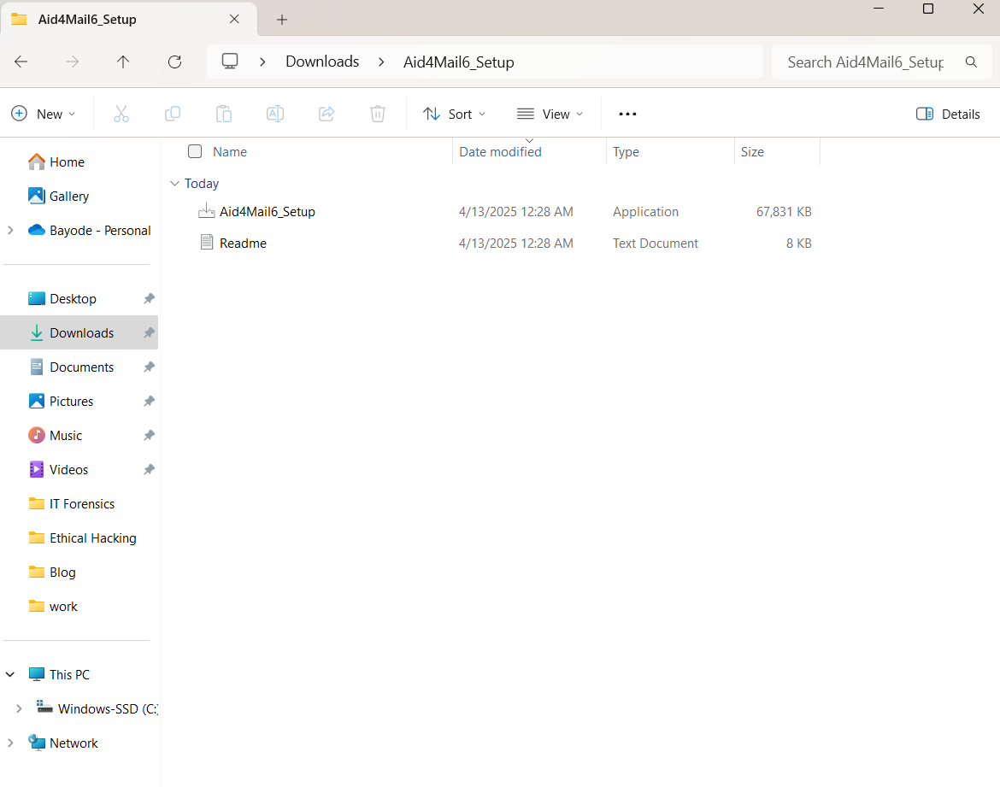 Aid4Mail6_Setup
Downloads > Aid4Mail6_Setup
Search Aid4Mail6_Setup
New
Sort
View
Details
Name Date modified Type Size
Today
Aid4Mail6_Setup 4/13/2025 12:28 AM Application 67,831 KB
Readme 4/13/2025 12:28 AM Text Document 8 KB
Home
Gallery
Bayode - Personal
Desktop
Downloads
Documents
Pictures
Music
Videos
IT Forensics
Ethical Hacking
Blog
work
This PC
Windows-SSD (C:)
Network